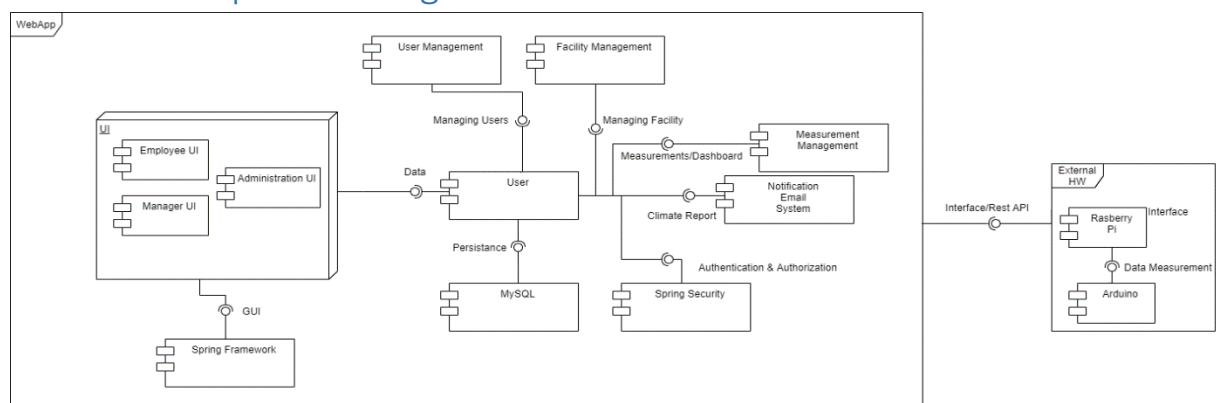 WebApp
User Management
Facility Management
Managing Users
Managing Facility
UI
Employee UI
Administration UI
Manager UI
Data
User
Measurements/Dashboard
Measurement
Management
Notification
Email
System
Climate Report
Persistance
Authentication & Authorization
MySQL
Spring Security
GUI
Spring Framework
Interface/Rest API
External
HW
Rasberry
Pi
Interface
Data Measurement
Arduino